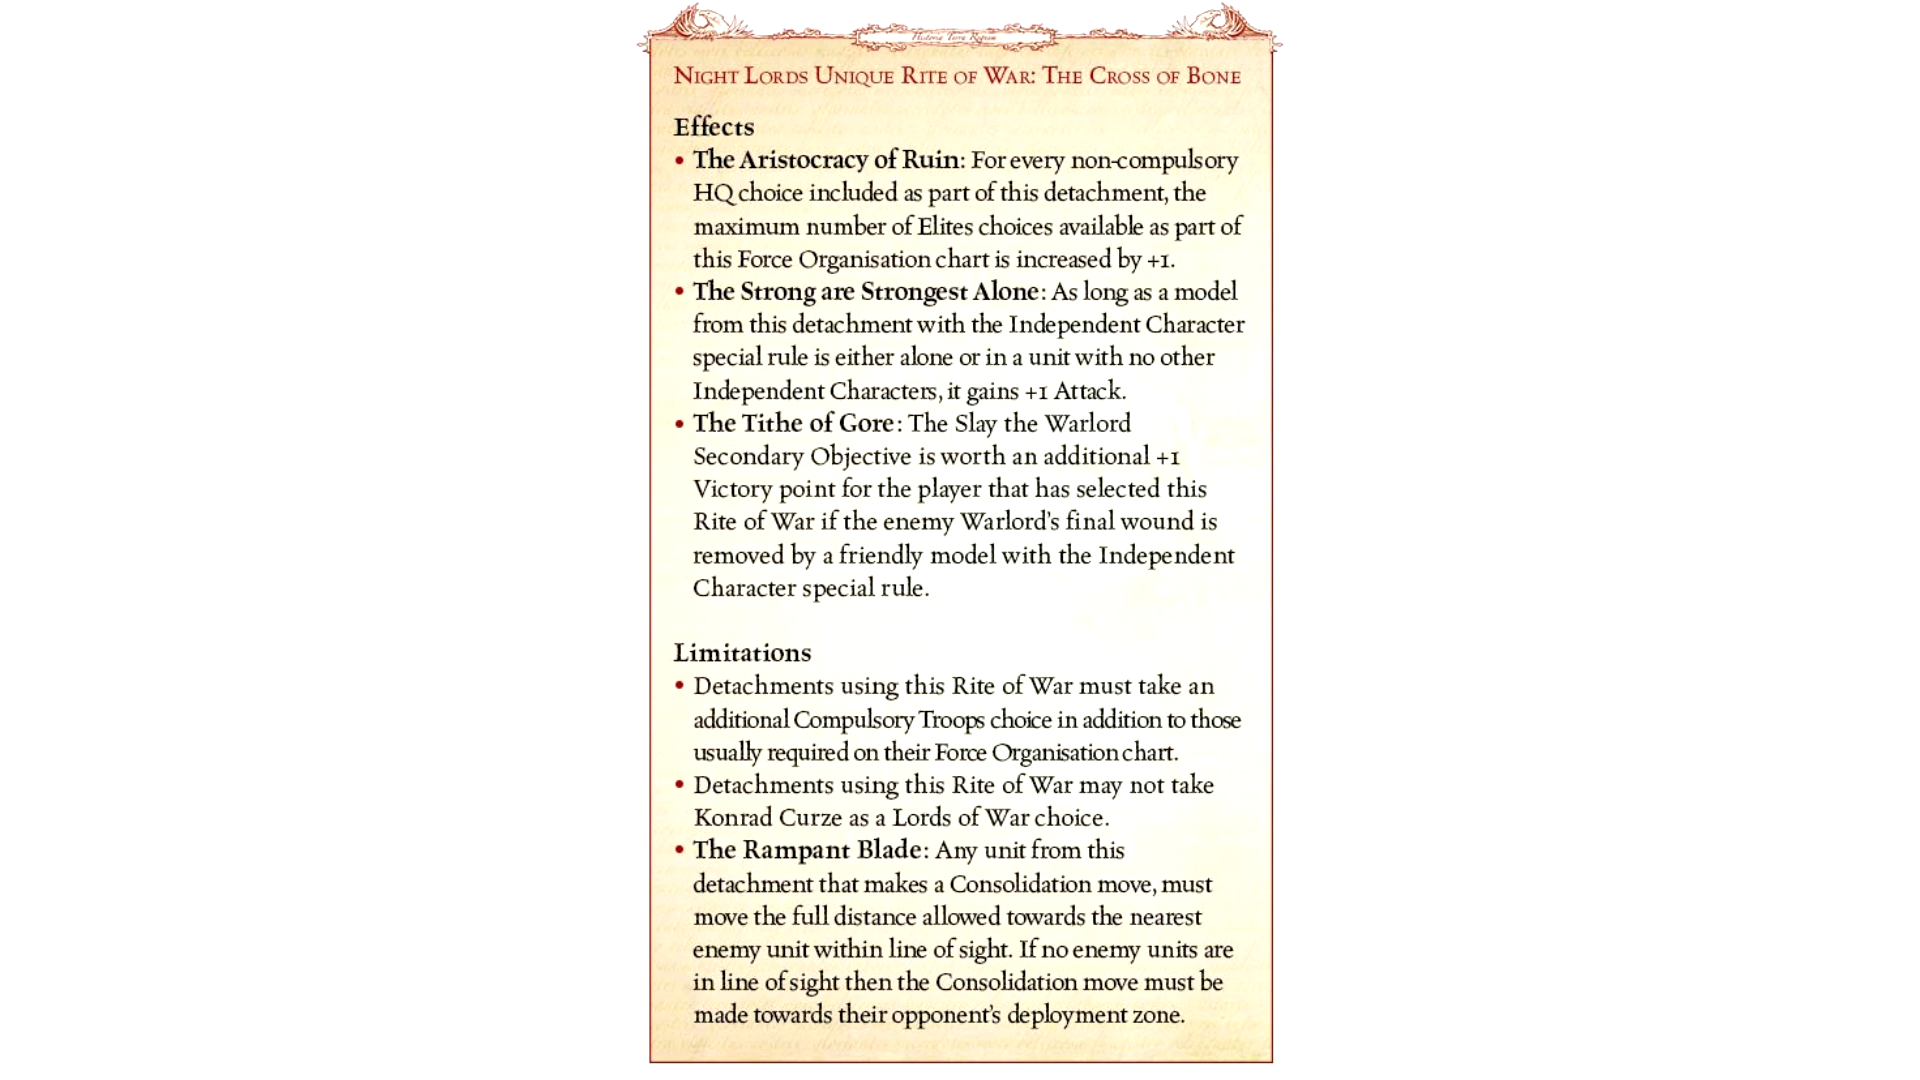 Historia Terra Regnum
Night Lords Unique Rite of War: The Cross of Bone
Effects
• The Aristocracy of Ruin: For every non-compulsory
HQ choice included as part of this detachment, the
maximum number of Elites choices available as part of
this Force Organisation chart is increased by +1.
• The Strong are Strongest Alone: As long as a model
from this detachment with the Independent Character
special rule is either alone or in a unit with no other
Independent Characters, it gains +1 Attack.
• The Tithe of Gore: The Slay the Warlord
Secondary Objective is worth an additional +1
Victory point for the player that has selected this
Rite of War if the enemy Warlord's final wound is
removed by a friendly model with the Independent
Character special rule.
Limitations
• Detachments using this Rite of War must take an
additional Compulsory Troops choice in addition to those
usually required on their Force Organisation chart.
• Detachments using this Rite of War may not take
Konrad Curze as a Lords of War choice.
• The Rampant Blade: Any unit from this
detachment that makes a Consolidation move, must
move the full distance allowed towards the nearest
enemy unit within line of sight. If no enemy units are
in line of sight then the Consolidation move must be
made towards their opponent's deployment zone.